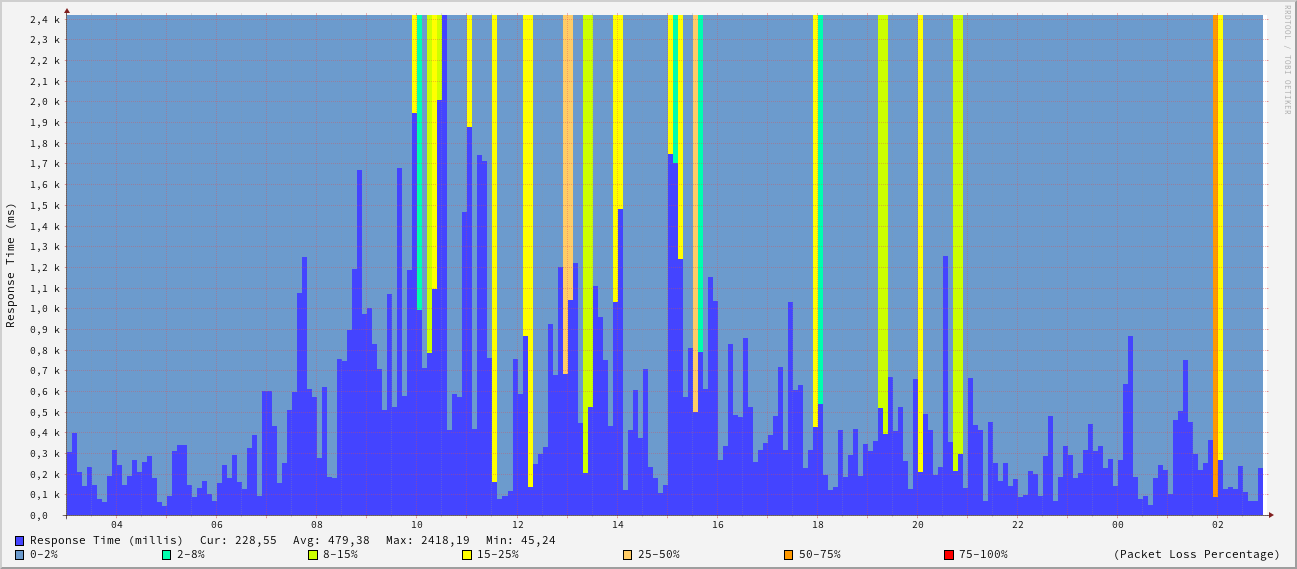 RRDTOOL / TOBI OETIKER
Response Time (ms)
2,4 k
2,3 k
2,2 k
2,1 k
2,0 k
1,9 k
1,8 k
1,7 k
1,6 k
1,5 k
1,4 k
1,3 k
1,2 k
1,1 k
1,0 k
0,9 k
0,8 k
0,7 k
0,6 k
0,5 k
0,4 k
0,3 k
0,2 k
0,1 k
0,0
04 06 08 10 12 14 16 18 20 22 00 02
Response Time (millis) Cur: 228,55 Avg: 479,38 Max: 2418,19 Min: 45,24
0-2% 2-8% 8-15% 15-25% 25-50% 50-75% 75-100% (Packet Loss Percentage)